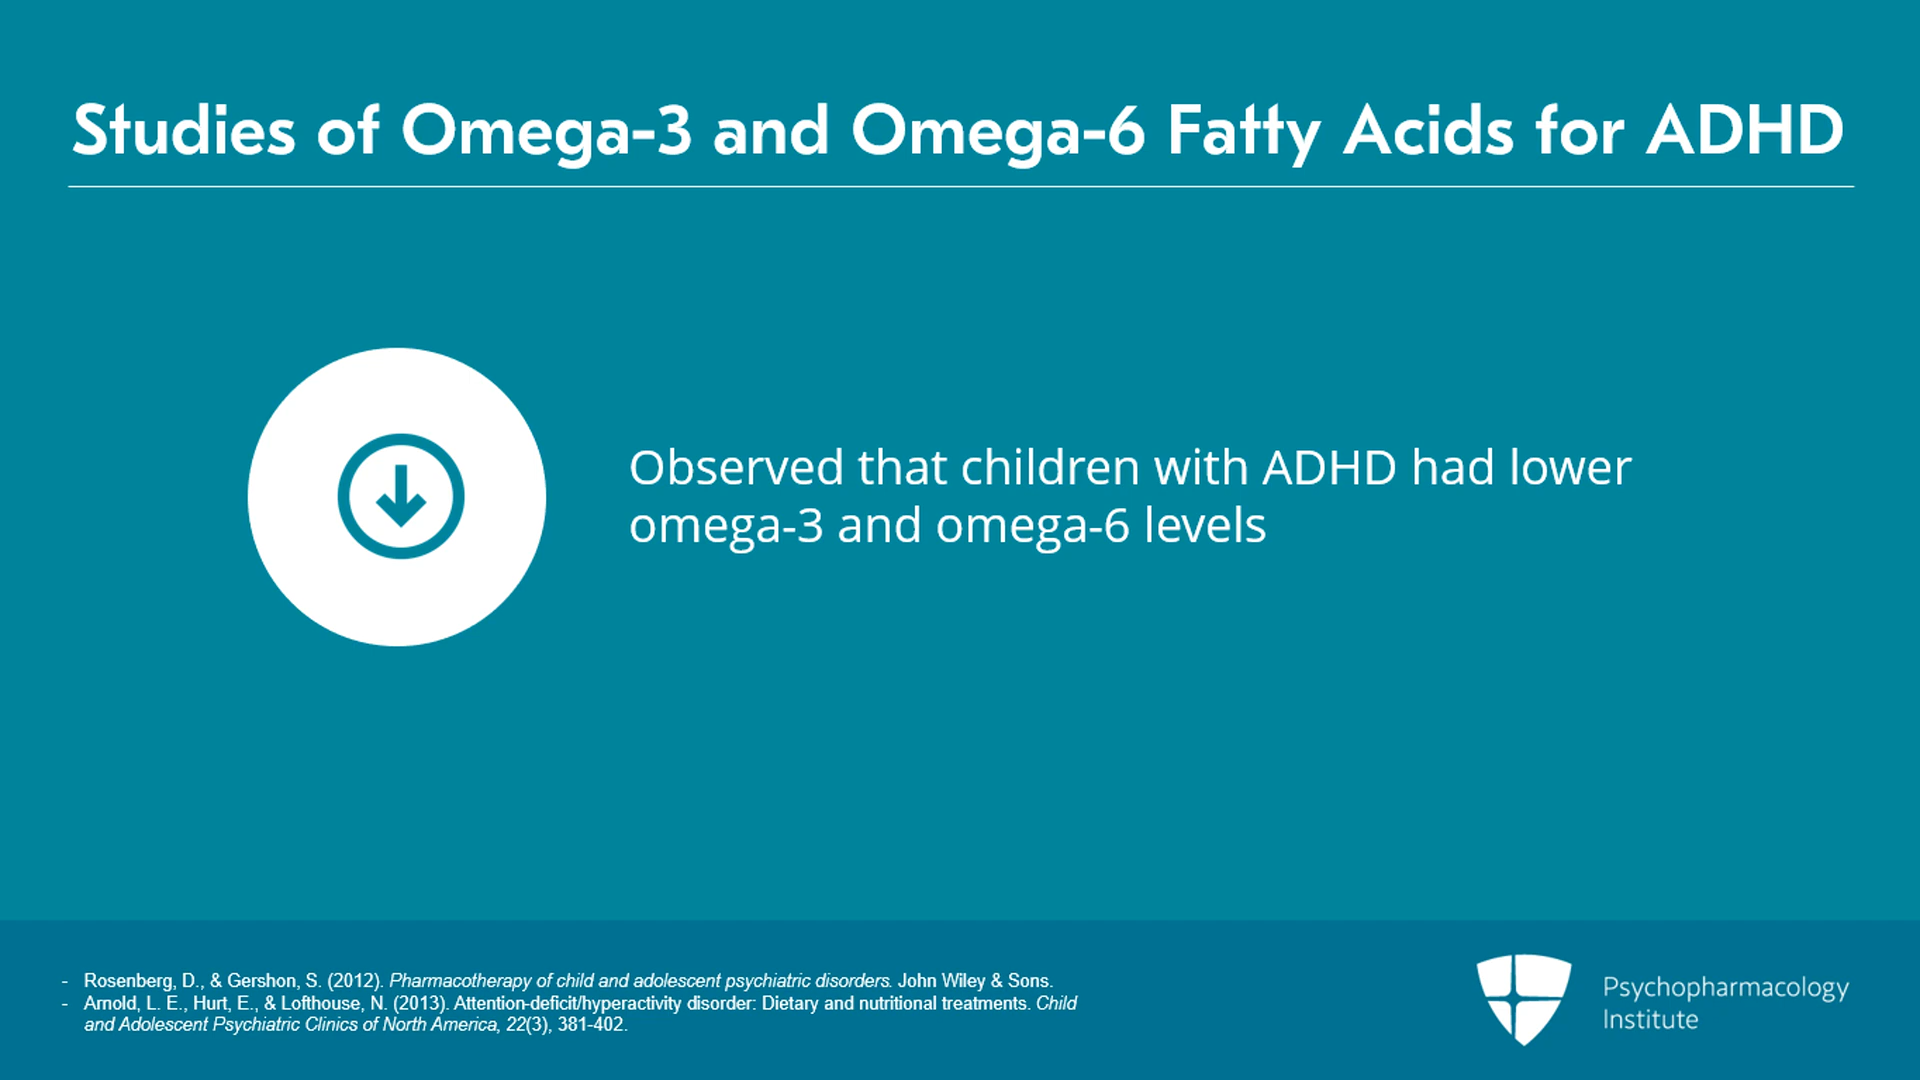 Studies of Omega-3 and Omega-6 Fatty Acids for ADHD
Observed that children with ADHD had lower
omega-3 and omega-6 levels
- Rosenberg, D., & Gershon, S. (2012). Pharmacotherapy of child and adolescent psychiatric disorders. John Wiley & Sons.
- Arnold, L. E., Hurt, E., & Lofthouse, N. (2013). Attention-deficit/hyperactivity disorder: Dietary and nutritional treatments. Child
and Adolescent Psychiatric Clinics of North America, 22(3), 381-402.
Psychopharmacology
Institute